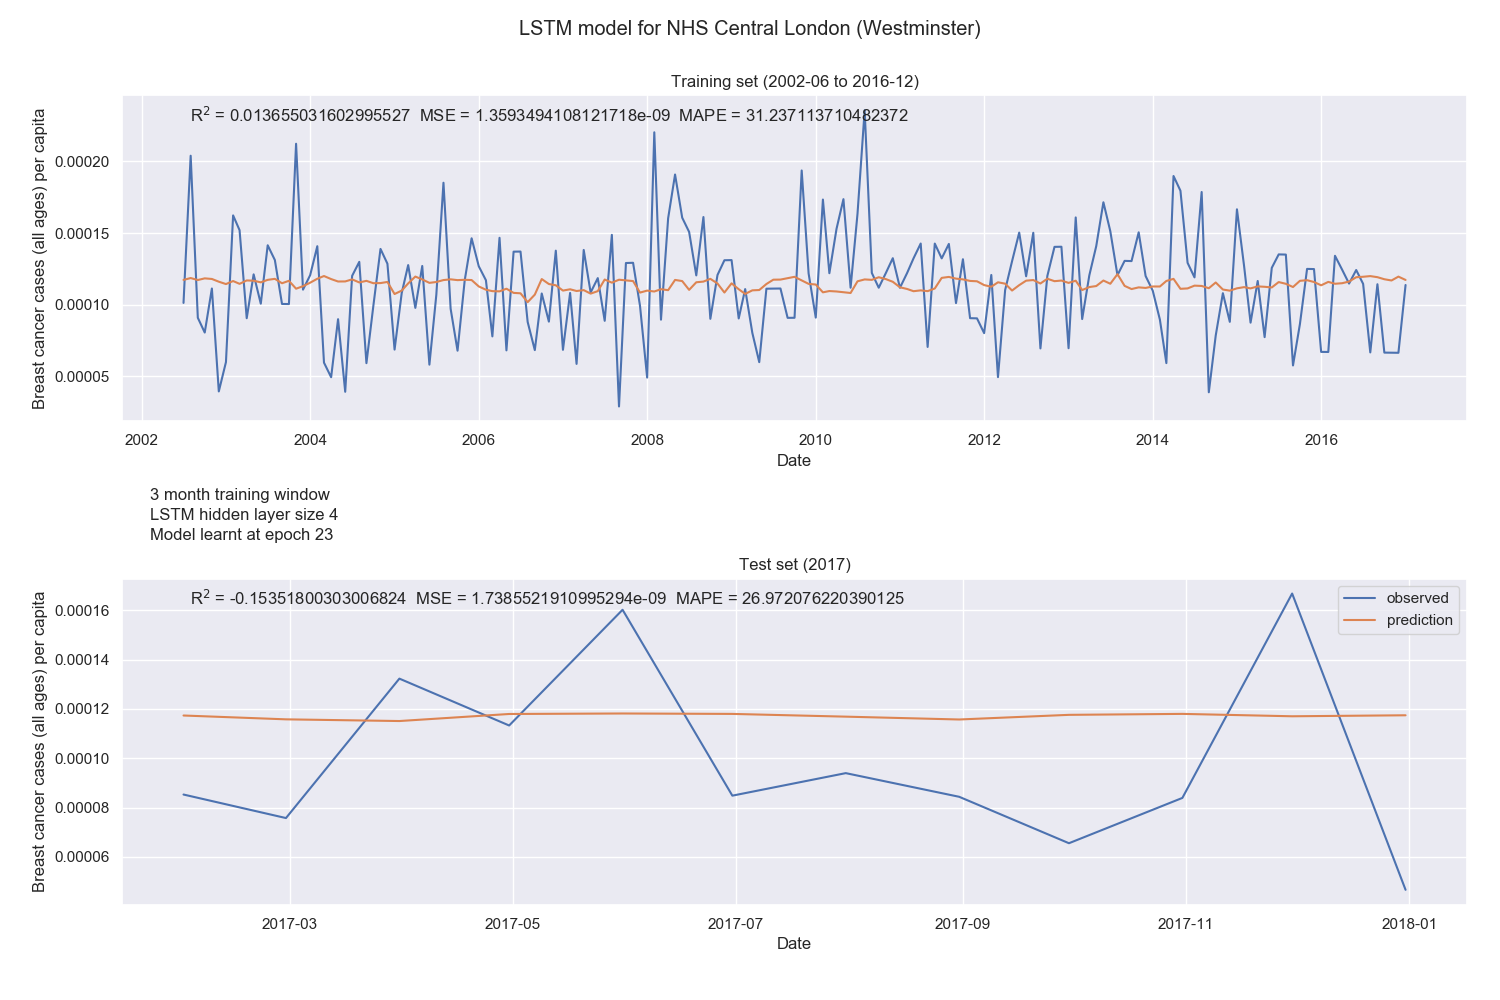 LSTM model for NHS Central London (Westminster)
Training set (2002-06 to 2016-12)
R² = 0.013655031602995527 MSE = 1.3593494108121718e-09 MAPE = 31.237113710482372
Breast cancer cases (all ages) per capita
0.00020
0.00015
0.00010
0.00005
2002 2004 2006 2008 2010 2012 2014 2016
Date
3 month training window
LSTM hidden layer size 4
Model learnt at epoch 23
Test set (2017)
R² = -0.15351800303006824 MSE = 1.7385521910995294e-09 MAPE = 26.972076220390125
observed
prediction
Breast cancer cases (all ages) per capita
0.00016
0.00014
0.00012
0.00010
0.00008
0.00006
2017-03 2017-05 2017-07 2017-09 2017-11 2018-01
Date